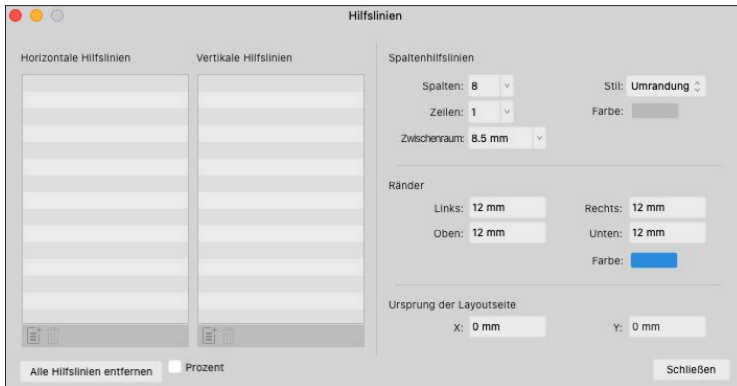 Hilfslinien
Horizontale Hilfslinien
Vertikale Hilfslinien
Spaltenhilfslinien
Spalten: 8
Stil: Umrandung
Zeilen: 1
Farbe:
Zwischenraum: 8.5 mm
Ränder
Links: 12 mm
Rechts: 12 mm
Oben: 12 mm
Unten: 12 mm
Farbe:
Ursprung der Layoutseite
X: 0 mm
Y: 0 mm
Alle Hilfslinien entfernen
Prozent
Schließen